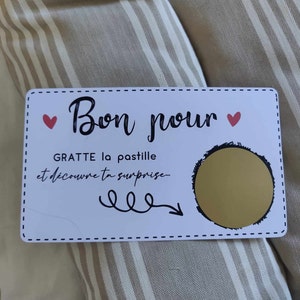 Bon pour
GRATTE la pastille
et découvre ta surprise...